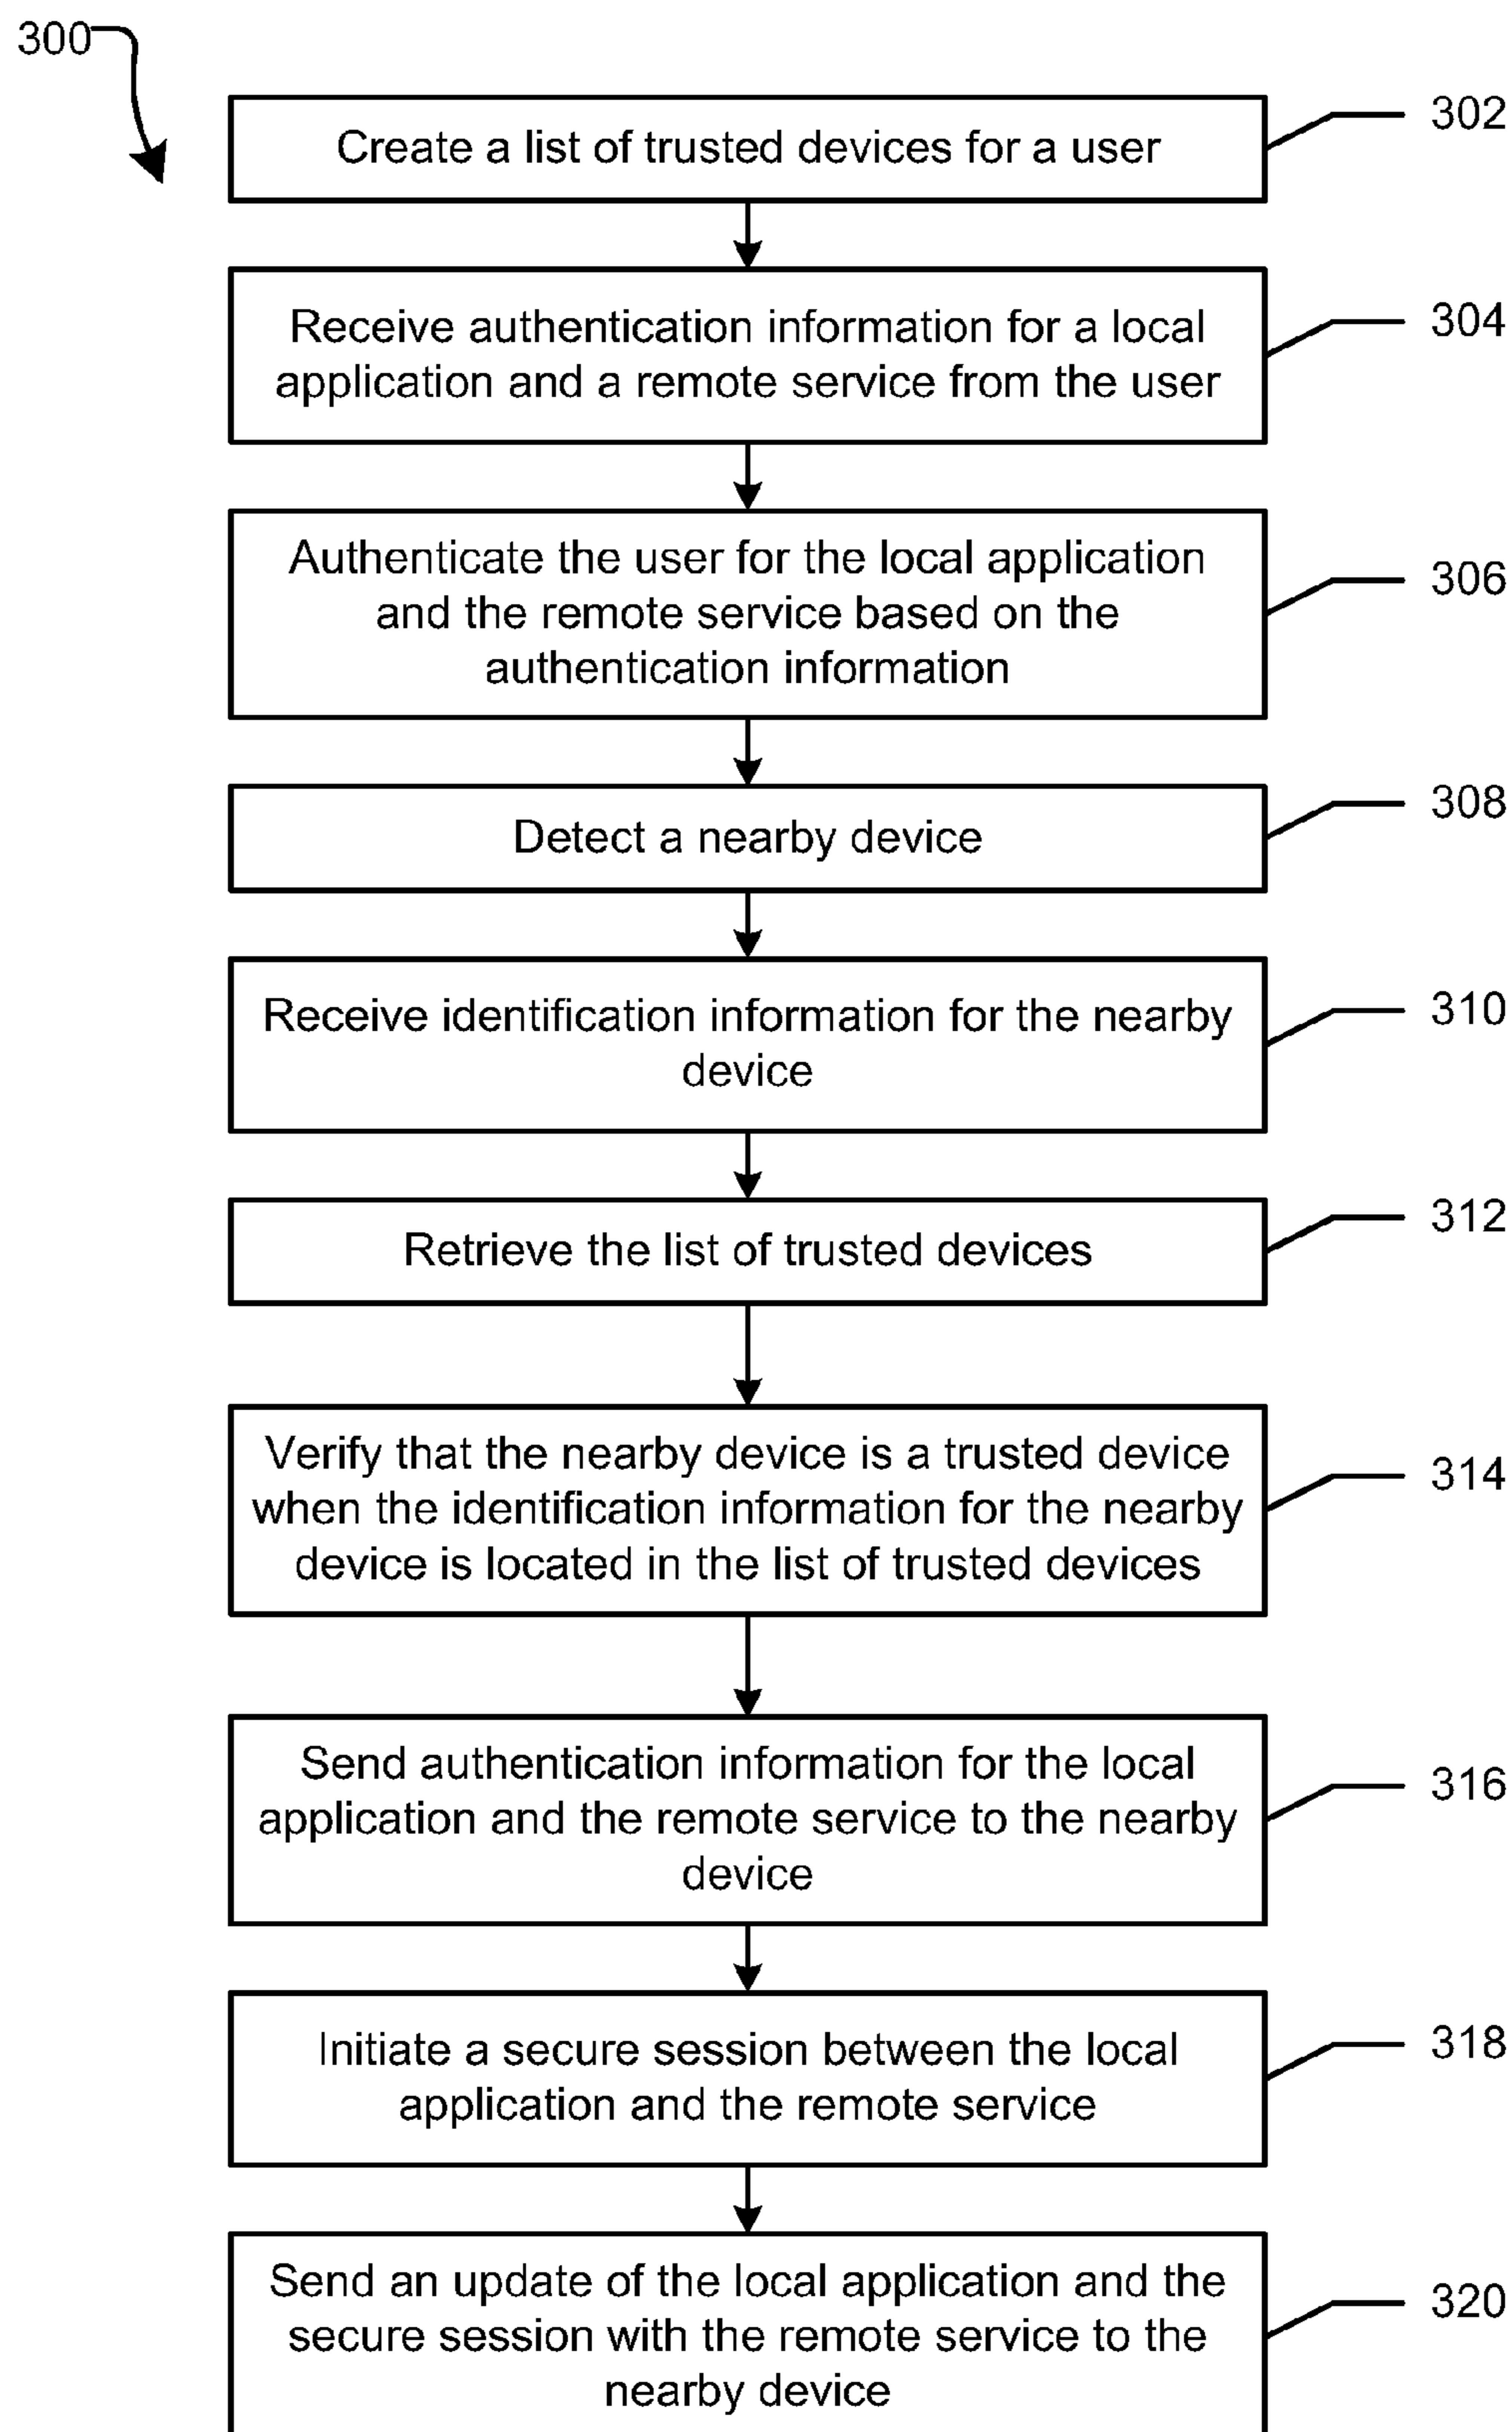 300
302
Create a list of trusted devices for a user
304
Receive authentication information for a local
application and a remote service from the user
306
Authenticate the user for the local application
and the remote service based on the
authentication information
308
Detect a nearby device
310
Receive identification information for the nearby
device
312
Retrieve the list of trusted devices
314
Verify that the nearby device is a trusted device
when the identification information for the nearby
device is located in the list of trusted devices
316
Send authentication information for the local
application and the remote service to the nearby
device
318
Initiate a secure session between the local
application and the remote service
320
Send an update of the local application and the
secure session with the remote service to the
nearby device